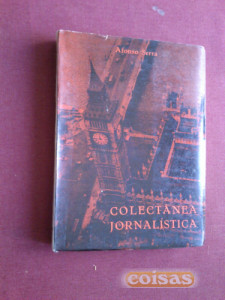 Afonso Serra
COLECTÂNEA
JORNALÍSTICA
coisas